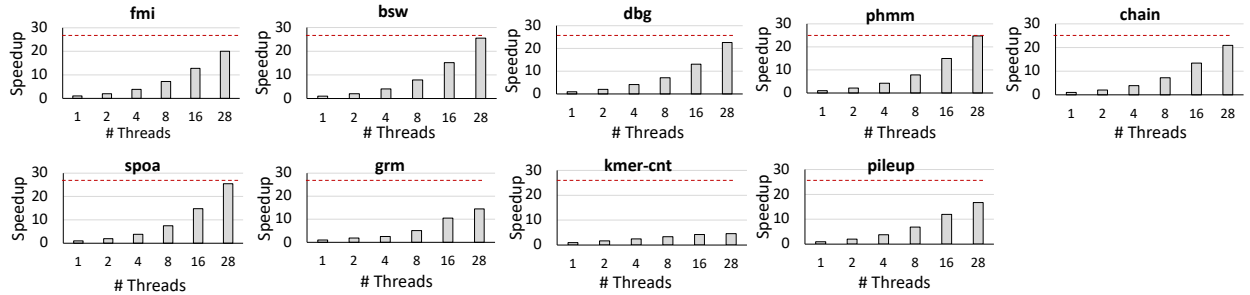 fmi
30
20
10
0
Speedup
1 2 4 8 16 28
# Threads
bsw
30
20
10
0
Speedup
1 2 4 8 16 28
# Threads
dbg
30
20
10
0
Speedup
1 2 4 8 16 28
# Threads
phmm
30
20
10
0
Speedup
1 2 4 8 16 28
# Threads
chain
30
20
10
0
Speedup
1 2 4 8 16 28
# Threads
spoa
30
20
10
0
Speedup
1 2 4 8 16 28
# Threads
grm
30
20
10
0
Speedup
1 2 4 8 16 28
# Threads
kmer-cnt
30
20
10
0
Speedup
1 2 4 8 16 28
# Threads
pileup
30
20
10
0
Speedup
1 2 4 8 16 28
# Threads